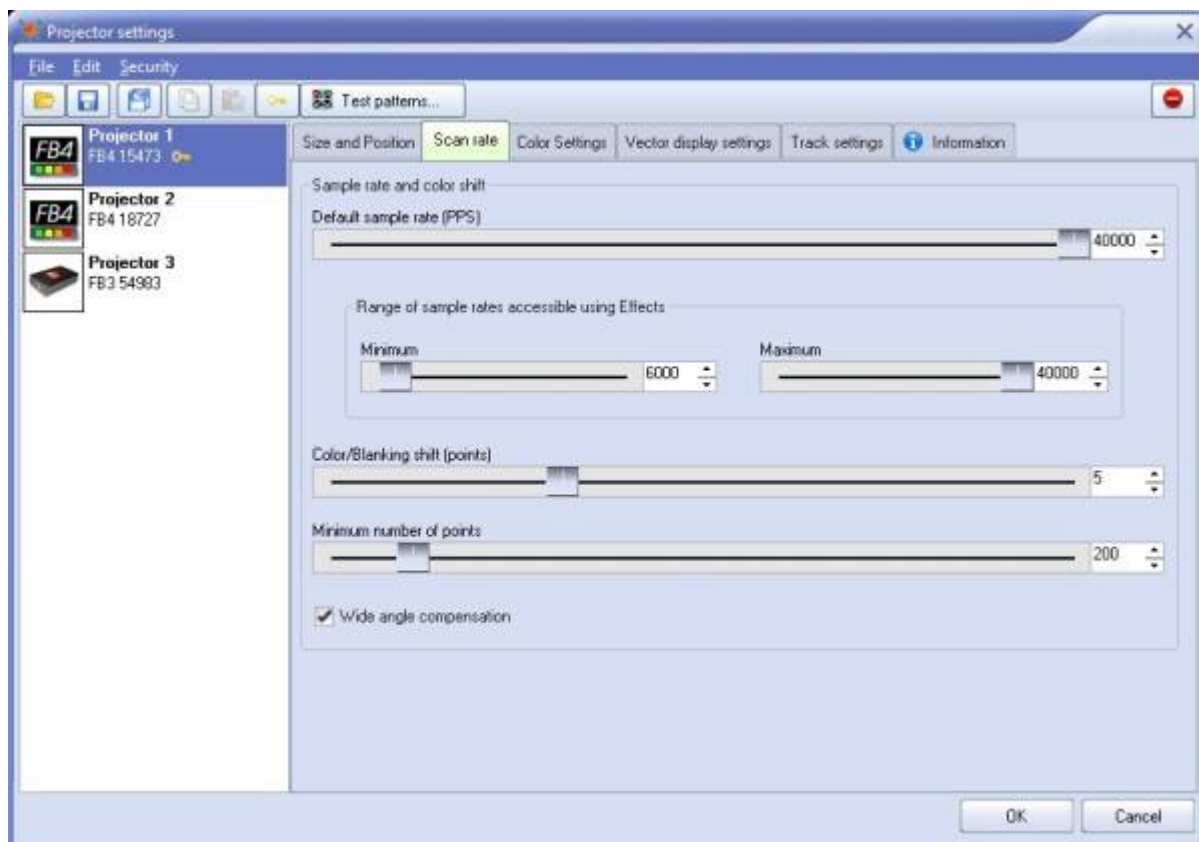 Projector settings
File Edit Security
Test patterns...
FB4
Projector 1
FB4 15473
FB4
Projector 2
FB4 18727
Projector 3
FB3 54983
Size and Position Scan rate Color Settings Vector display settings Track settings Information
Sample rate and color shift
Default sample rate (PPS)
40000
Range of sample rates accessible using Effects
Minimum Maximum
6000 40000
Color/Blanking shift (points)
5
Minimum number of points
200
Wide angle compensation
OK Cancel